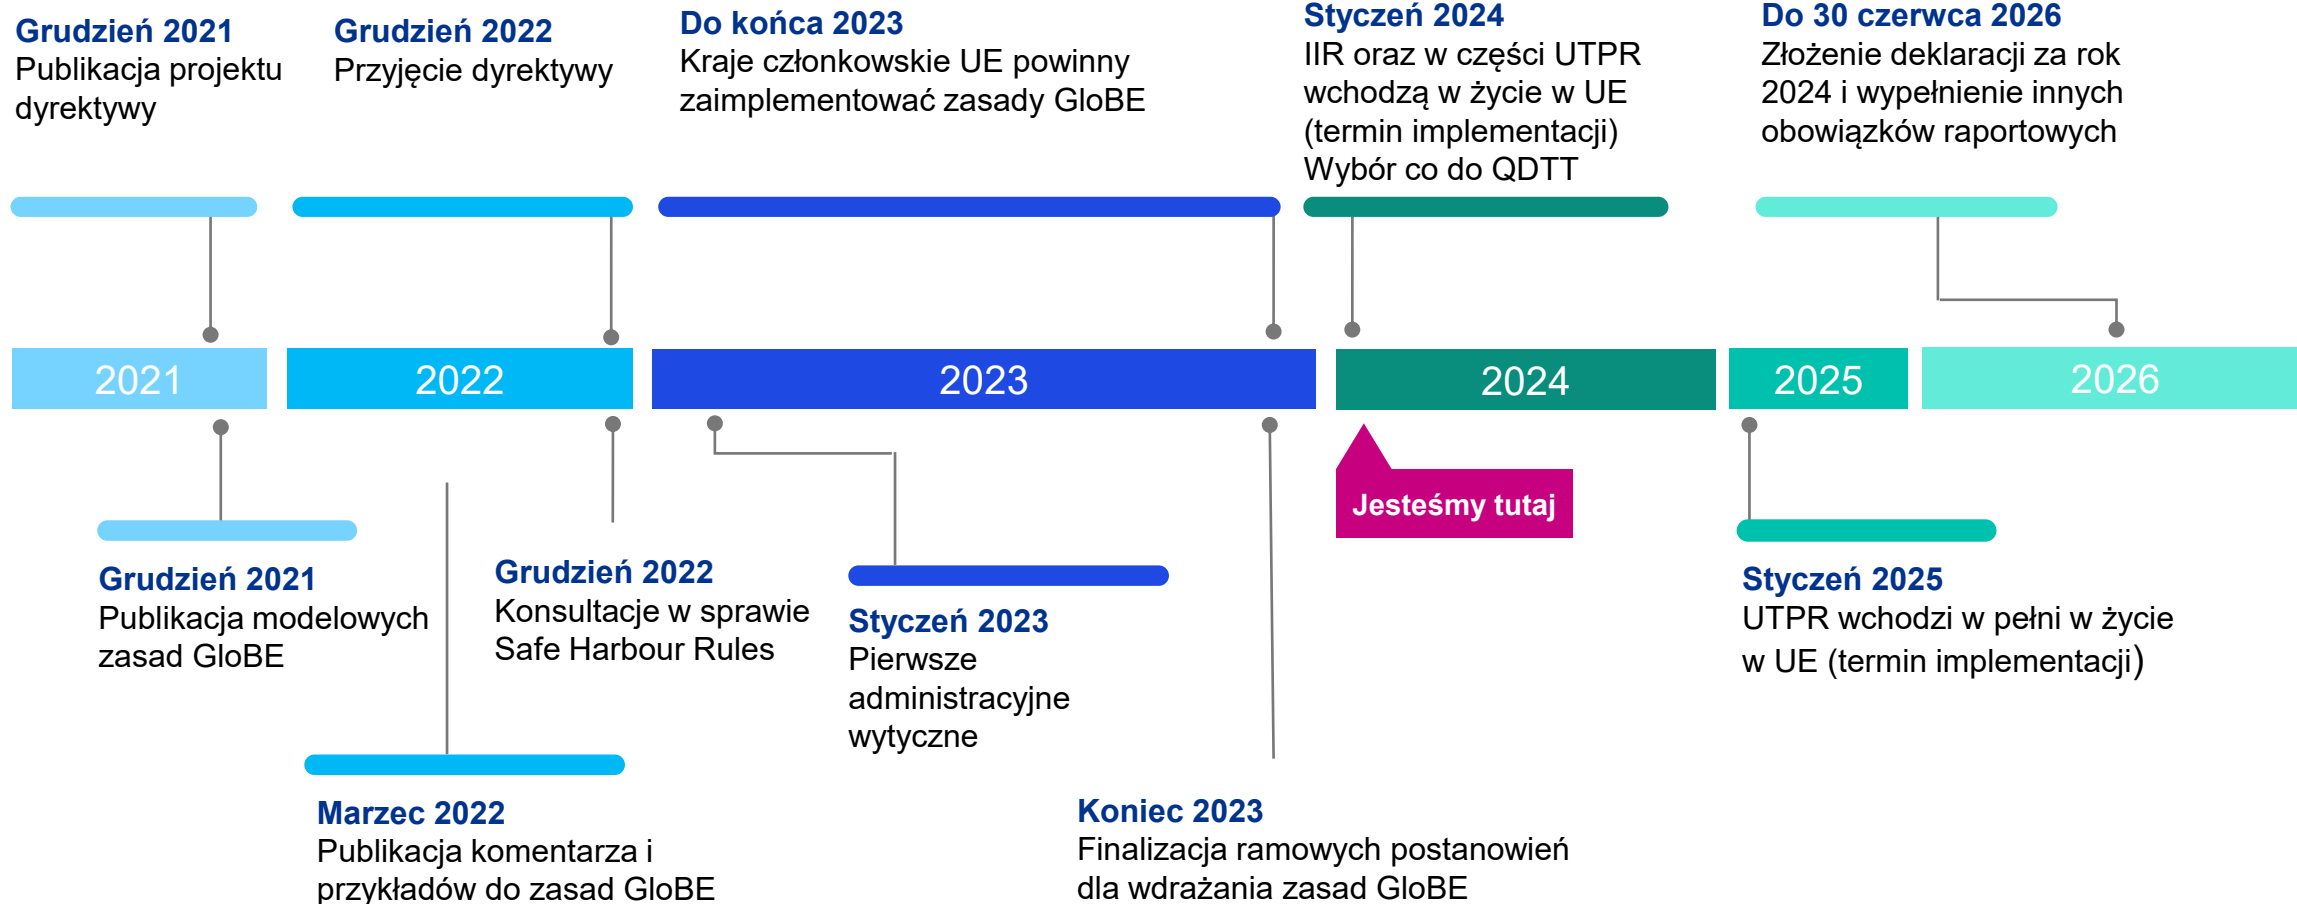 Grudzień 2021
Publikacja projektu
dyrektywy
Grudzień 2022
Przyjęcie dyrektywy
Do końca 2023
Kraje członkowskie UE powinny
zaimplementować zasady GloBE
Styczeń 2024
IIR oraz w części UTPR
wchodzą w życie w UE
(termin implementacji)
Wybór co do QDTT
Do 30 czerwca 2026
Złożenie deklaracji za rok
2024 i wypełnienie innych
obowiązków raportowych
2021
2022
2023
2024
2025
2026
Jesteśmy tutaj
Grudzień 2021
Publikacja modelowych
zasad GloBE
Marzec 2022
Publikacja komentarza i
przykładów do zasad GloBE
Grudzień 2022
Konsultacje w sprawie
Safe Harbour Rules
Styczeń 2023
Pierwsze
administracyjne
wytyczne
Koniec 2023
Finalizacja ramowych postanowień
dla wdrażania zasad GloBE
Styczeń 2025
UTPR wchodzi w pełni w życie
w UE (termin implementacji)